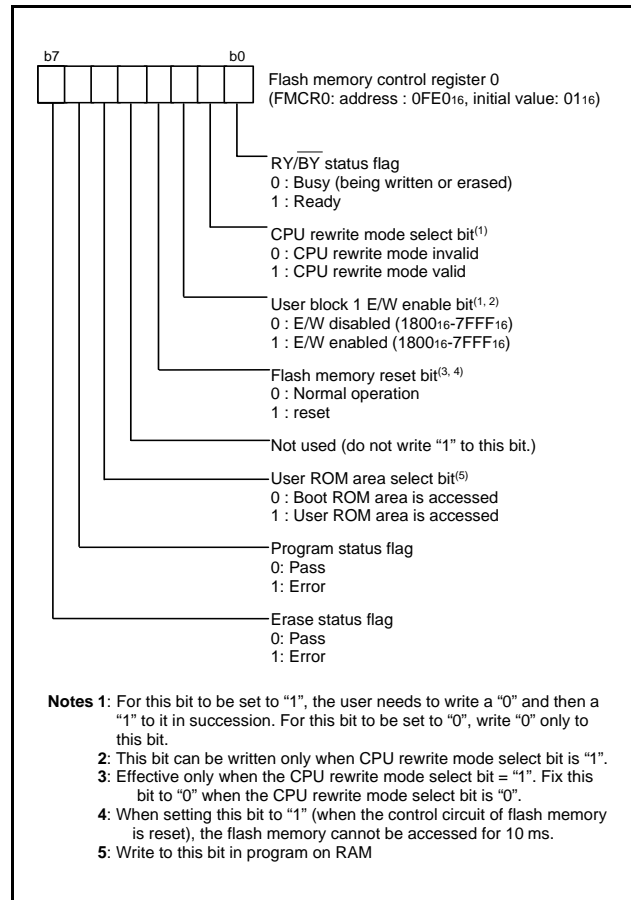 b7 b0
Flash memory control register 0
(FMCR0: address : 0FE016, initial value: 0116)
RY/BY status flag
0 : Busy (being written or erased)
1 : Ready
CPU rewrite mode select bit(1)
0 : CPU rewrite mode invalid
1 : CPU rewrite mode valid
User block 1 E/W enable bit(1, 2)
0 : E/W disabled (180016-7FFF16)
1 : E/W enabled (180016-7FFF16)
Flash memory reset bit(3, 4)
0 : Normal operation
1 : reset
Not used (do not write “1” to this bit.)
User ROM area select bit(5)
0 : Boot ROM area is accessed
1 : User ROM area is accessed
Program status flag
0: Pass
1: Error
Erase status flag
0: Pass
1: Error
Notes 1: For this bit to be set to “1”, the user needs to write a “0” and then a
“1” to it in succession. For this bit to be set to “0”, write “0” only to
this bit.
2: This bit can be written only when CPU rewrite mode select bit is “1”.
3: Effective only when the CPU rewrite mode select bit = “1”. Fix this
bit to “0” when the CPU rewrite mode select bit is “0”.
4: When setting this bit to “1” (when the control circuit of flash memory
is reset), the flash memory cannot be accessed for 10 ms.
5: Write to this bit in program on RAM